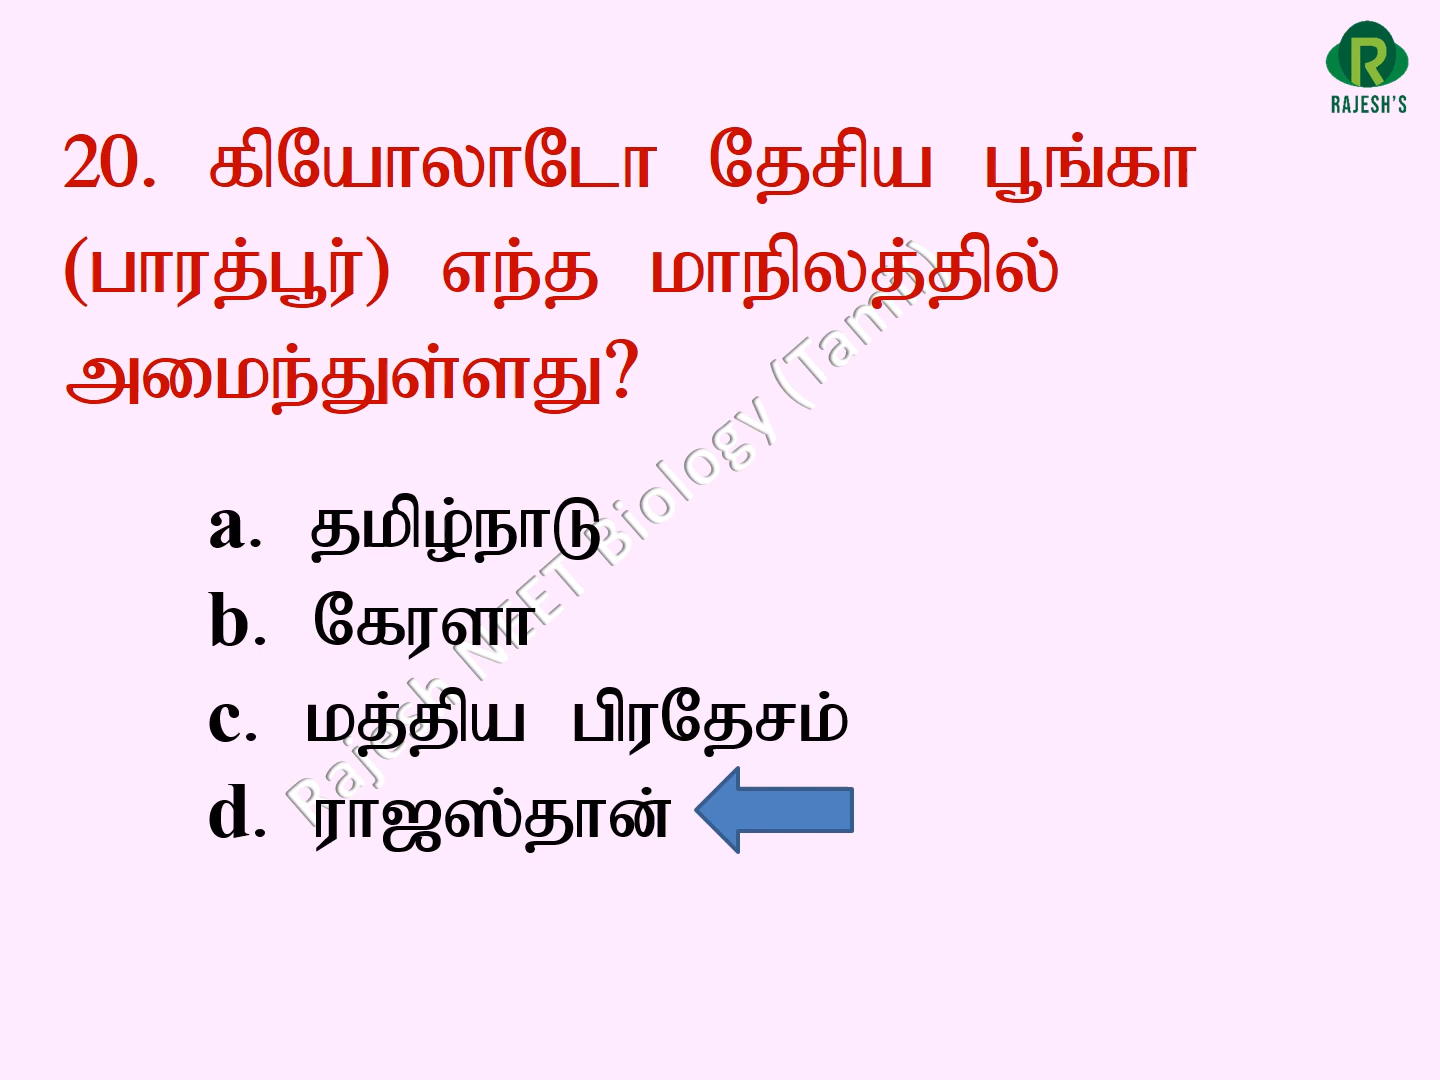 R
RAJESH'S
20. கியோலாடோ தேசிய பூங்கா
(பாரத்பூர்) எந்த மாநிலத்தில்
அமைந்துள்ளது?
a. தமிழ்நாடு
b. கேரளா
c. மத்திய பிரதேசம்
d. ராஜஸ்தான்
Rajesh NEET Biology (Tamil)